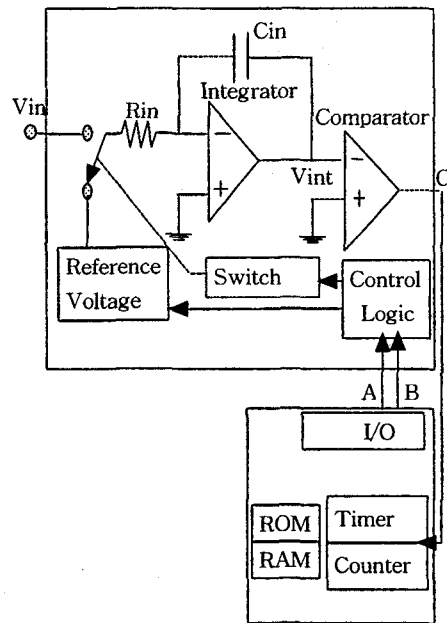 Cin
Integrator
Vin
Rin
Comparator
Vint
C
Reference
Voltage
Switch
Control
Logic
A
B
I/O
ROM
Timer
RAM
Counter